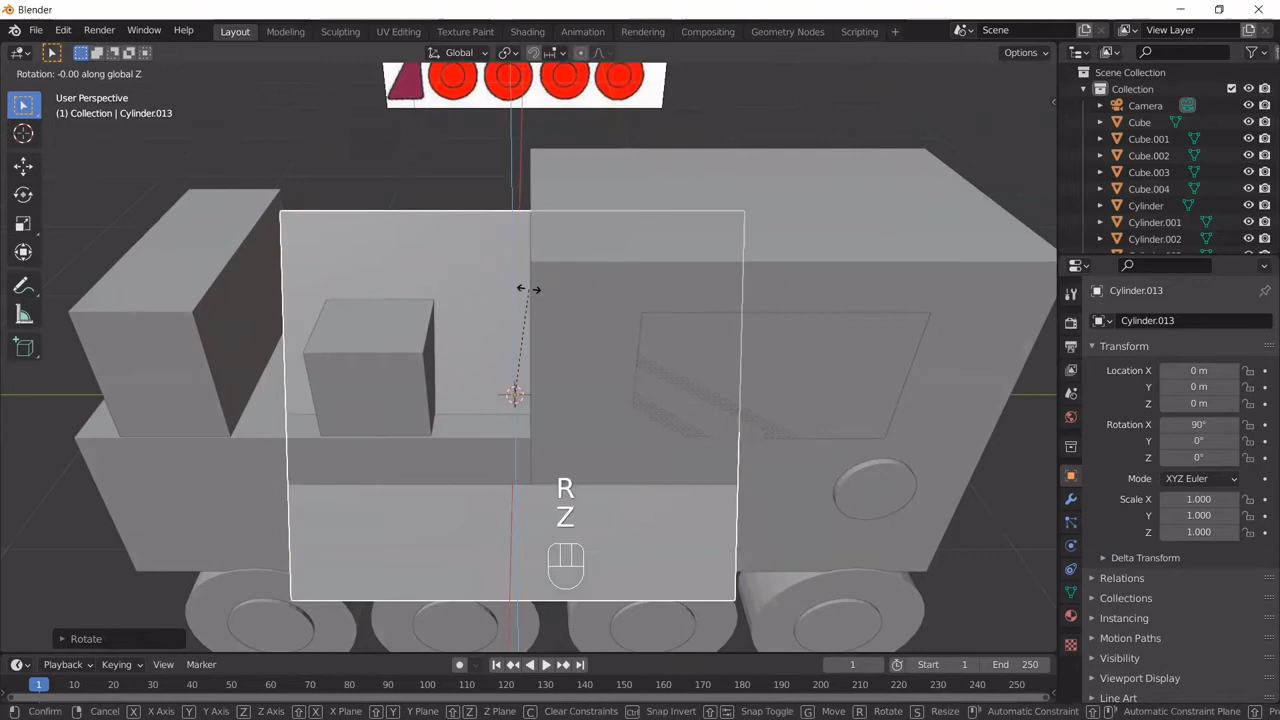 Blender
File Edit Render Window Help Layout Modeling Sculpting UV Editing Texture Paint Shading Animation Rendering Compositing Geometry Nodes Scripting + Scene View Layer
Global Options
Rotation: -0.00 along global Z
User Perspective
(1) Collection | Cylinder.013
Scene Collection
Collection
Camera
Cube
Cube.001
Cube.002
Cube.003
Cube.004
Cylinder
Cylinder.001
Cylinder.002
Cylinder.013
Cylinder.013
Transform
Location X 0 m
Y 0 m
Z 0 m
Rotation X 90°
Y 0°
Z 0°
Mode XYZ Euler
Scale X 1.000
Y 1.000
Z 1.000
Delta Transform
Relations
Collections
Instancing
Motion Paths
Visibility
Viewport Display
Line Art
R
Z
Rotate
Playback Keying View Marker 1 Start 1 End 250
1 10 20 30 40 50 60 70 80 90 100 110 120 130 140 150 160 170 180 190 200 210 220 230 240 250
Confirm Cancel X X Axis Y Y Axis Z Z Axis X X Plane Y Y Plane Z Z Plane C Clear Constraints Ctrl Snap Invert Snap Toggle G Move R Rotate S Resize Automatic Constraint Automatic Constraint Plane